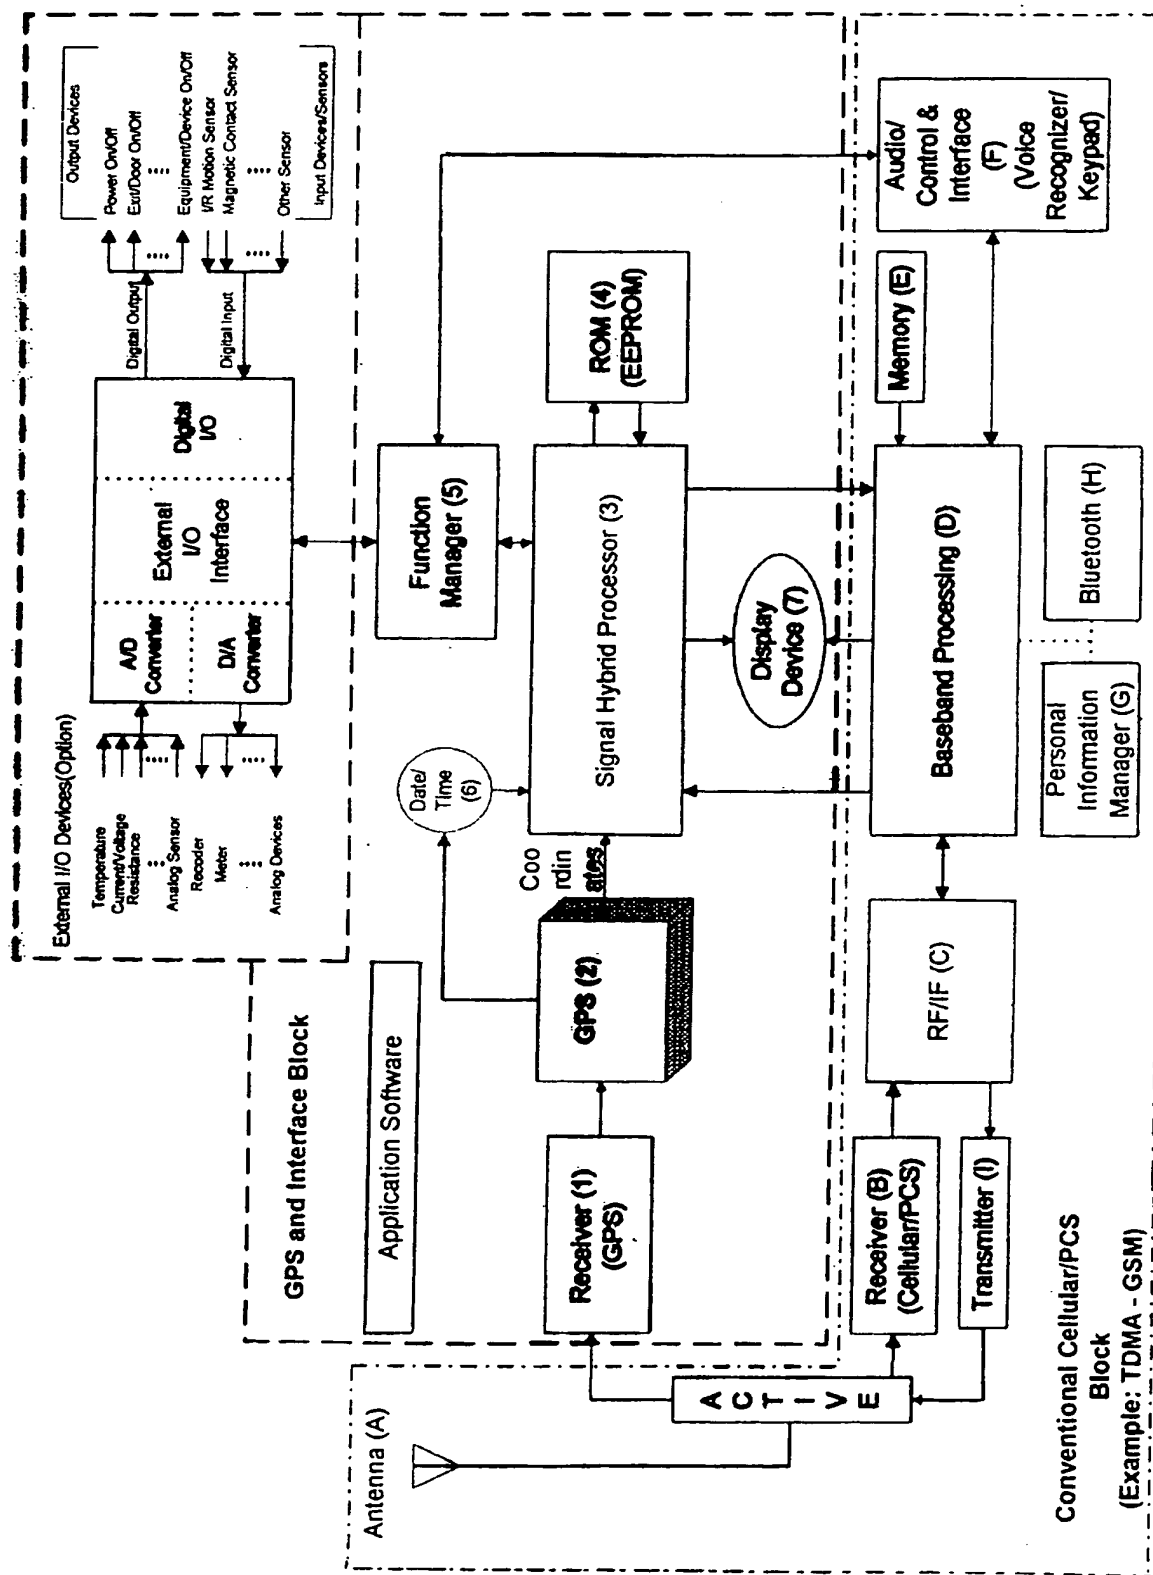 External I/O Devices(Option)
Temperature
Current/Voltage
Resistance
Analog Sensor
Recoder
Meter
Analog Devices
A/D
Converter
D/A
Converter
External
I/O
Interface
Digital
I/O
Digital Output
Digital Input
Output Devices
Power On/Off
Exit/Door On/Off
Equipment/Device On/Off
I/R Motion Sensor
Magnetic Contact Sensor
Other Sensor
Input Devices/Sensors
GPS and Interface Block
Application Software
Function
Manager (5)
Date/
Time
(6)
Receiver (1)
(GPS)
GPS (2)
Coo
rdin
ates
Signal Hybrid Processor (3)
ROM (4)
(EEPROM)
Display
Device (7)
Antenna (A)
A
C
T
I
V
E
Receiver (B)
(Cellular/PCS)
Transmitter (I)
RF/IF (C)
Baseband Processing (D)
Memory (E)
Audio/
Control &
Interface
(F)
(Voice
Recognizer/
Keypad)
Personal
Information
Manager (G)
Bluetooth (H)
Conventional Cellular/PCS
Block
(Example: TDMA - GSM)